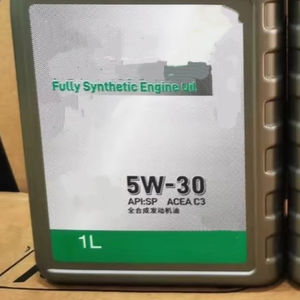 Fully Synthetic Engine Oil
5W-30
API:SP ACEA C3
全合成发动机油
1L